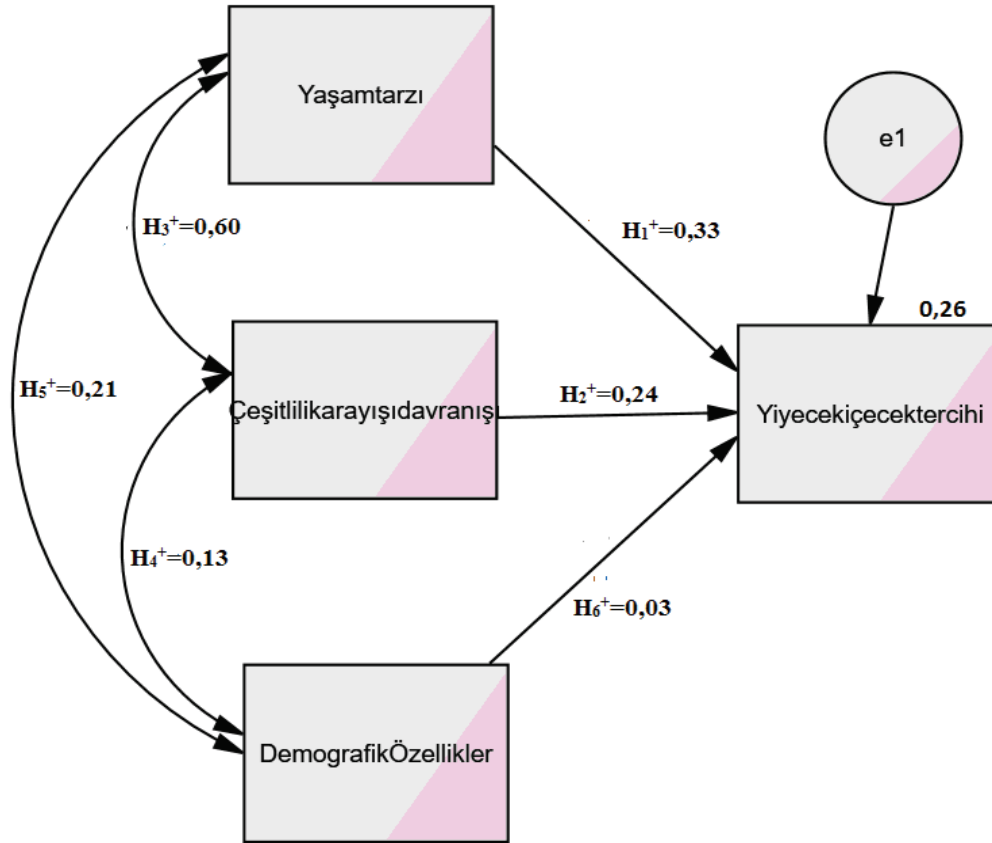 Yaşamtarzı
e1
H₃⁺=0,60
H₁⁺=0,33
0,26
H₅⁺=0,21
Çeşitlilikarayışıdavranışı
H₂⁺=0,24
Yiyecekiçecektercihi
H₄⁺=0,13
H₆⁺=0,03
DemografikÖzellikler